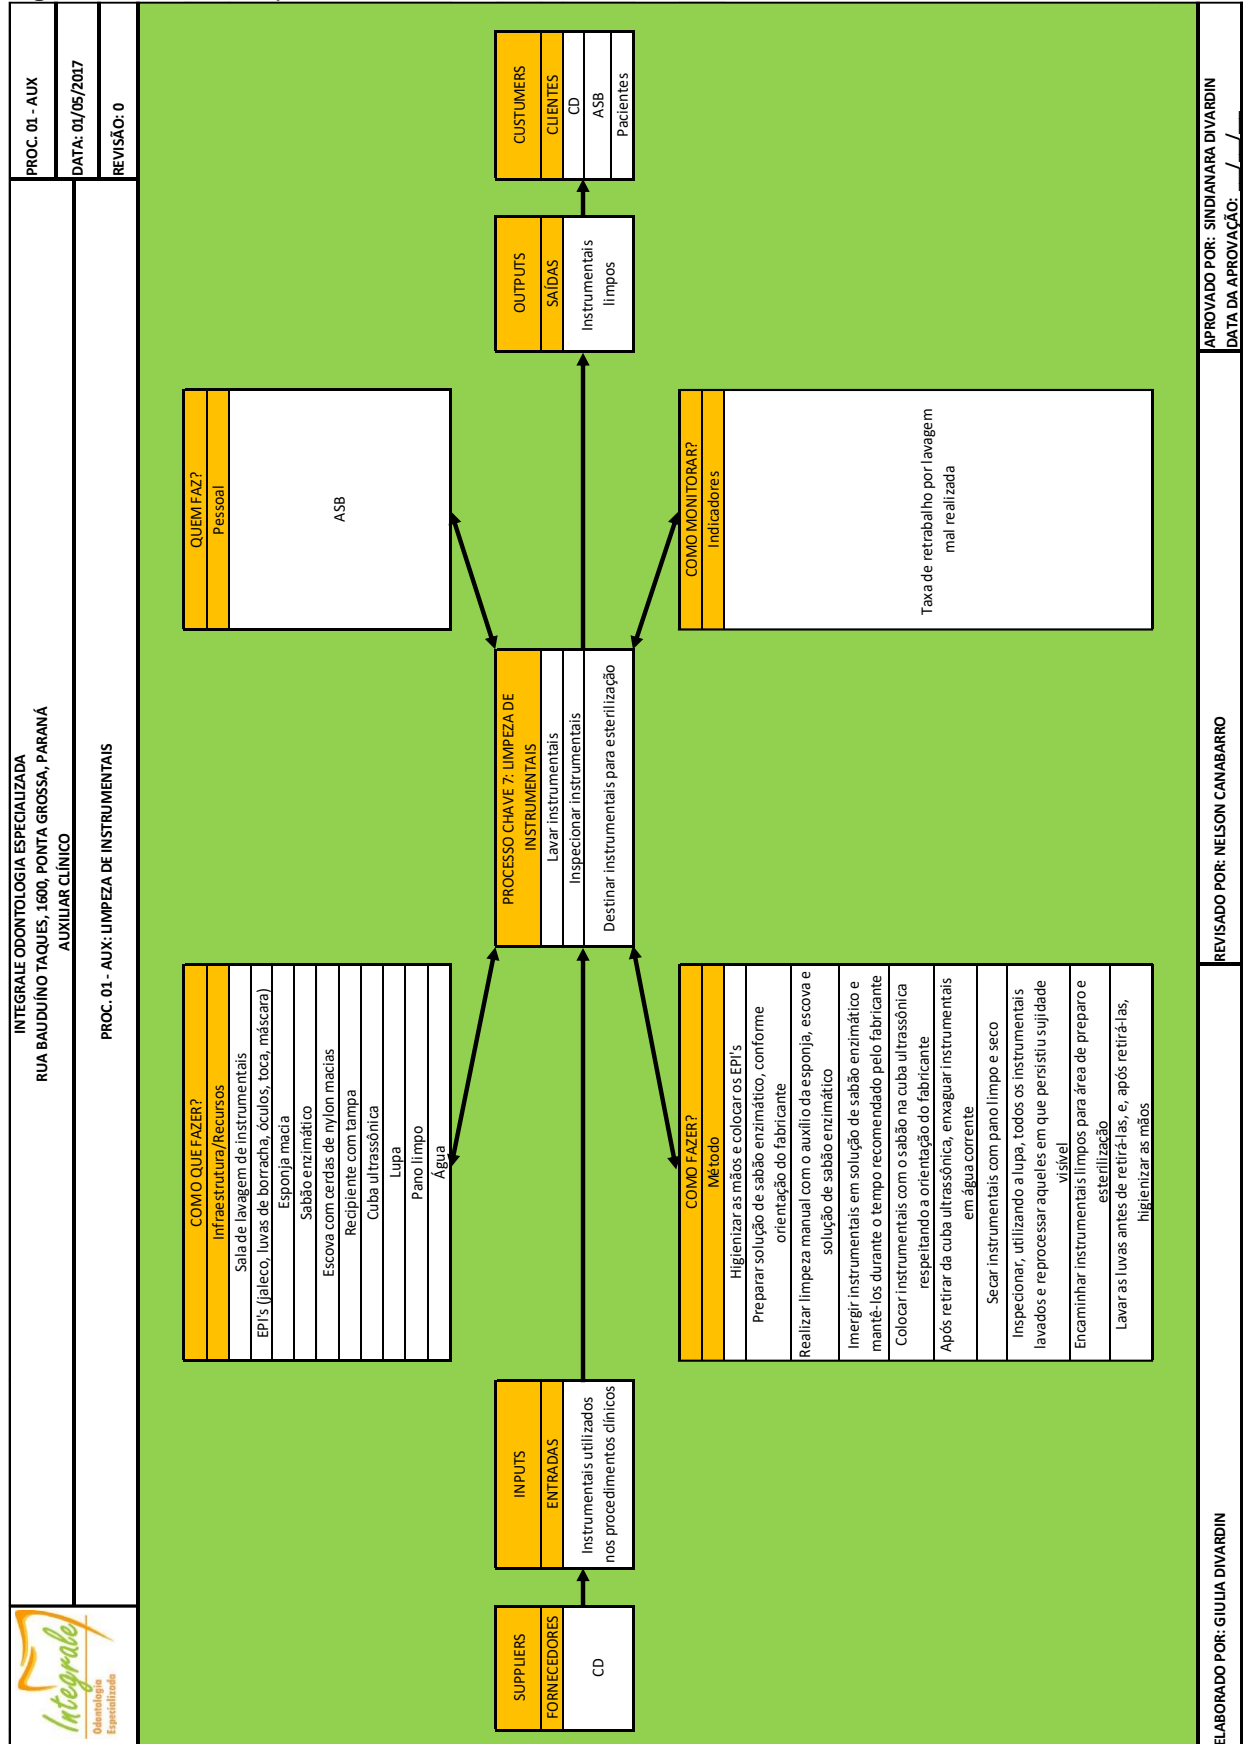 Integrale
Odontologia
Especializada
INTEGRALE ODONTOLOGIA ESPECIALIZADA
RUA BAUDUÍNO TAQUES, 1600, PONTA GROSSA, PARANÁ
AUXILIAR CLÍNICO
PROC. 01 - AUX: LIMPEZA DE INSTRUMENTAIS
PROC. 01 - AUX
DATA: 01/05/2017
REVISÃO: 0
SUPPLIERS
FORNECEDORES
CD
INPUTS
ENTRADAS
Instrumentais utilizados
nos procedimentos clínicos
COMO QUE FAZER?
Infraestrutura/Recursos
Sala de lavagem de instrumentais
EPI's (jaleco, luvas de borracha, óculos, toca, máscara)
Esponja macia
Sabão enzimático
Escova com cerdas de nylon macias
Recipiente com tampa
Cuba ultrassônica
Lupa
Pano limpo
Água
COMO FAZER?
Método
Higienizar as mãos e colocar os EPI's
Preparar solução de sabão enzimático, conforme
orientação do fabricante
Realizar limpeza manual com o auxílio da esponja, escova e
solução de sabão enzimático
Imergir instrumentais em solução de sabão enzimático e
mantê-los durante o tempo recomendado pelo fabricante
Colocar instrumentais com o sabão na cuba ultrassônica
respeitando a orientação do fabricante
Após retirar da cuba ultrassônica, enxaguar instrumentais
em água corrente
Secar instrumentais com pano limpo e seco
Inspecionar, utilizando a lupa, todos os instrumentais
lavados e reprocessar aqueles em que persistiu sujidade
visível
Encaminhar instrumentais limpos para área de preparo e
esterilização
Lavar as luvas antes de retirá-las, e, após retirá-las,
higienizar as mãos
PROCESSO CHAVE 7: LIMPEZA DE
INSTRUMENTAIS
Lavar instrumentais
Inspecionar instrumentais
Destinar instrumentais para esterilização
QUEM FAZ?
Pessoal
ASB
COMO MONITORAR?
Indicadores
Taxa de retrabalho por lavagem
mal realizada
OUTPUTS
SAÍDAS
Instrumentais
limpos
CUSTUMERS
CLIENTES
CD
ASB
Pacientes
ELABORADO POR: GIULIA DIVARDIN
REVISADO POR: NELSON CANABARRO
APROVADO POR: SINDIANARA DIVARDIN
DATA DA APROVAÇÃO: __/__/__